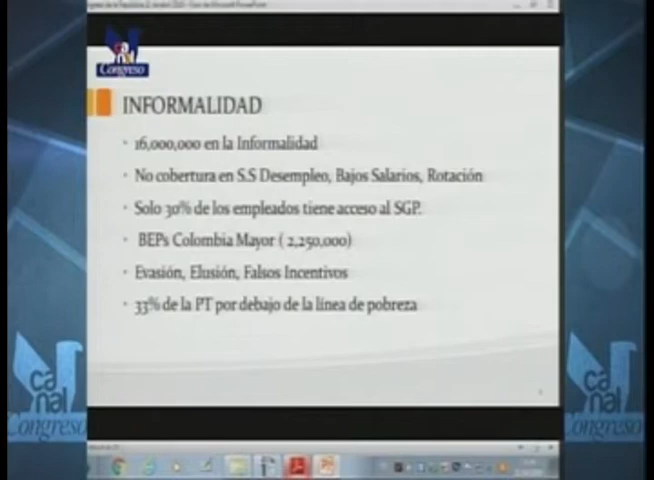 canal
Congreso
INFORMALIDAD
16,000,000 en la Informalidad
No cobertura en S.S Desempleo, Bajos Salarios, Rotación
Solo 30% de los empleados tiene acceso al SGP.
BEPs Colombia Mayor ( 2,250,000)
Evasión, Elusión, Falsos Incentivos
33% de la PT por debajo de la línea de pobreza
canal
Congreso
canal
Congreso